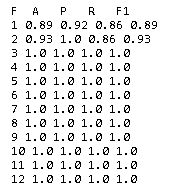 F A P R F1
1 0.89 0.92 0.86 0.89
2 0.93 1.0 0.86 0.93
3 1.0 1.0 1.0 1.0
4 1.0 1.0 1.0 1.0
5 1.0 1.0 1.0 1.0
6 1.0 1.0 1.0 1.0
7 1.0 1.0 1.0 1.0
8 1.0 1.0 1.0 1.0
9 1.0 1.0 1.0 1.0
10 1.0 1.0 1.0 1.0
11 1.0 1.0 1.0 1.0
12 1.0 1.0 1.0 1.0